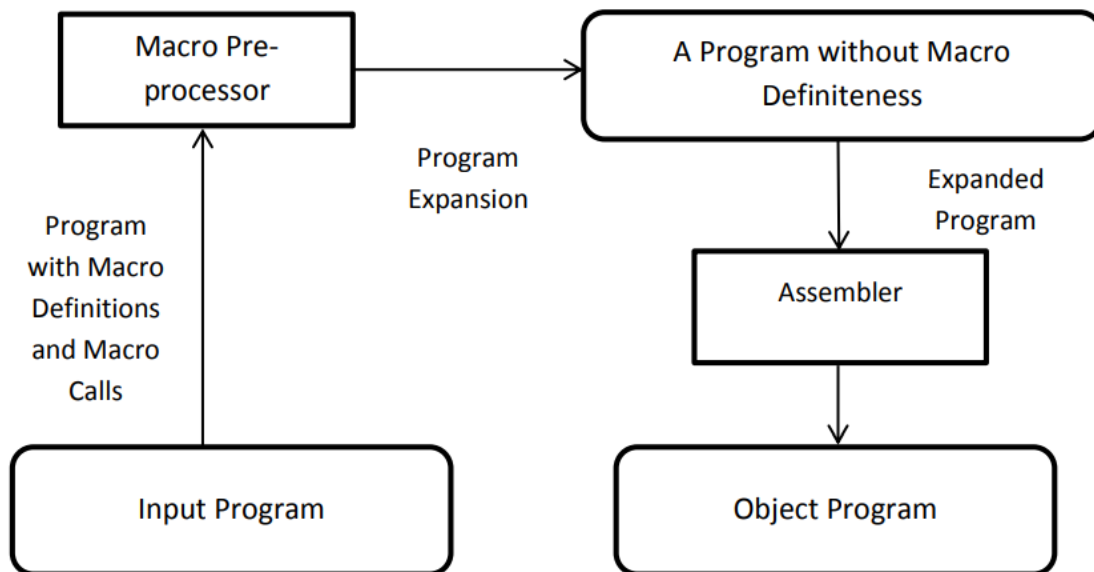 Macro Pre-
processor
A Program without Macro
Definiteness
Program
Expansion
Expanded
Program
Program
with Macro
Definitions
and Macro
Calls
Assembler
Input Program
Object Program